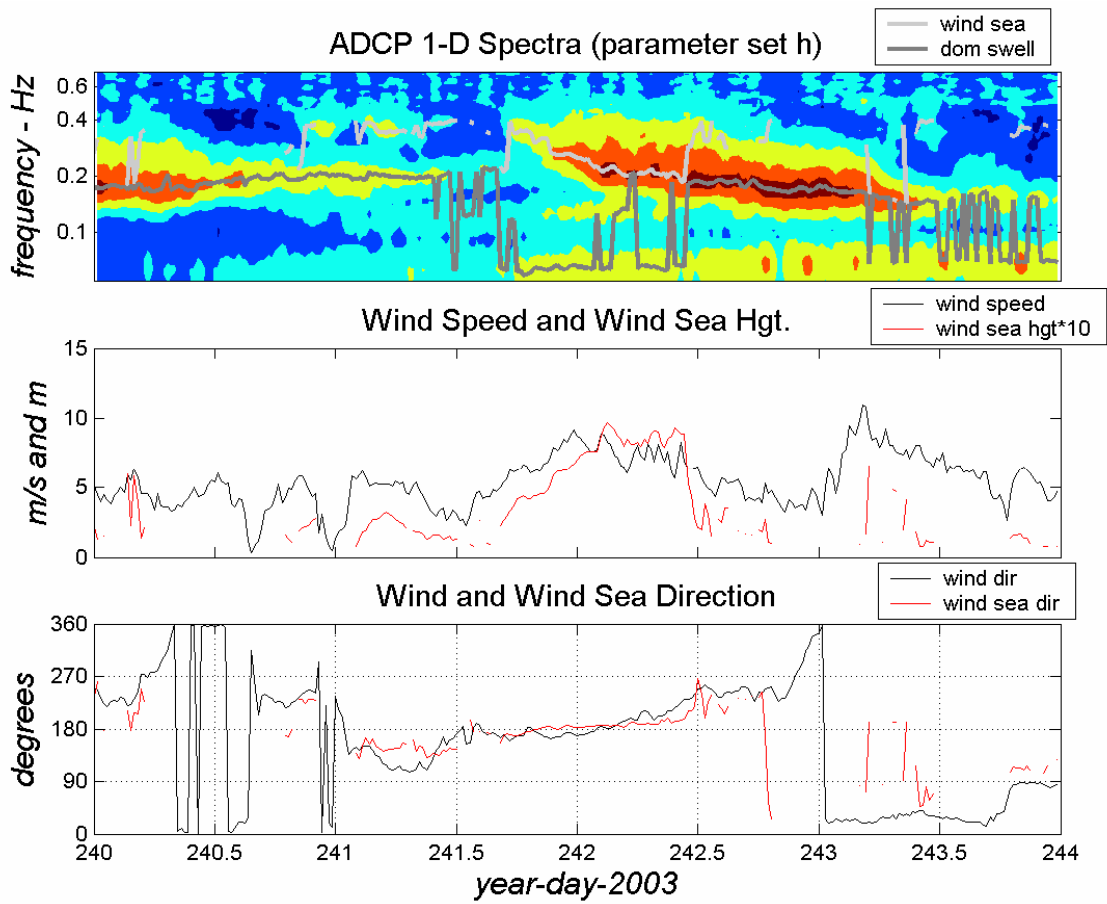 wind sea
dom swell
ADCP 1-D Spectra (parameter set h)
frequency - Hz
0.6
0.4
0.2
0.1
Wind Speed and Wind Sea Hgt.
wind speed
wind sea hgt*10
m/s and m
15
10
5
0
Wind and Wind Sea Direction
wind dir
wind sea dir
degrees
360
270
180
90
0
240 240.5 241 241.5 242 242.5 243 243.5 244
year-day-2003